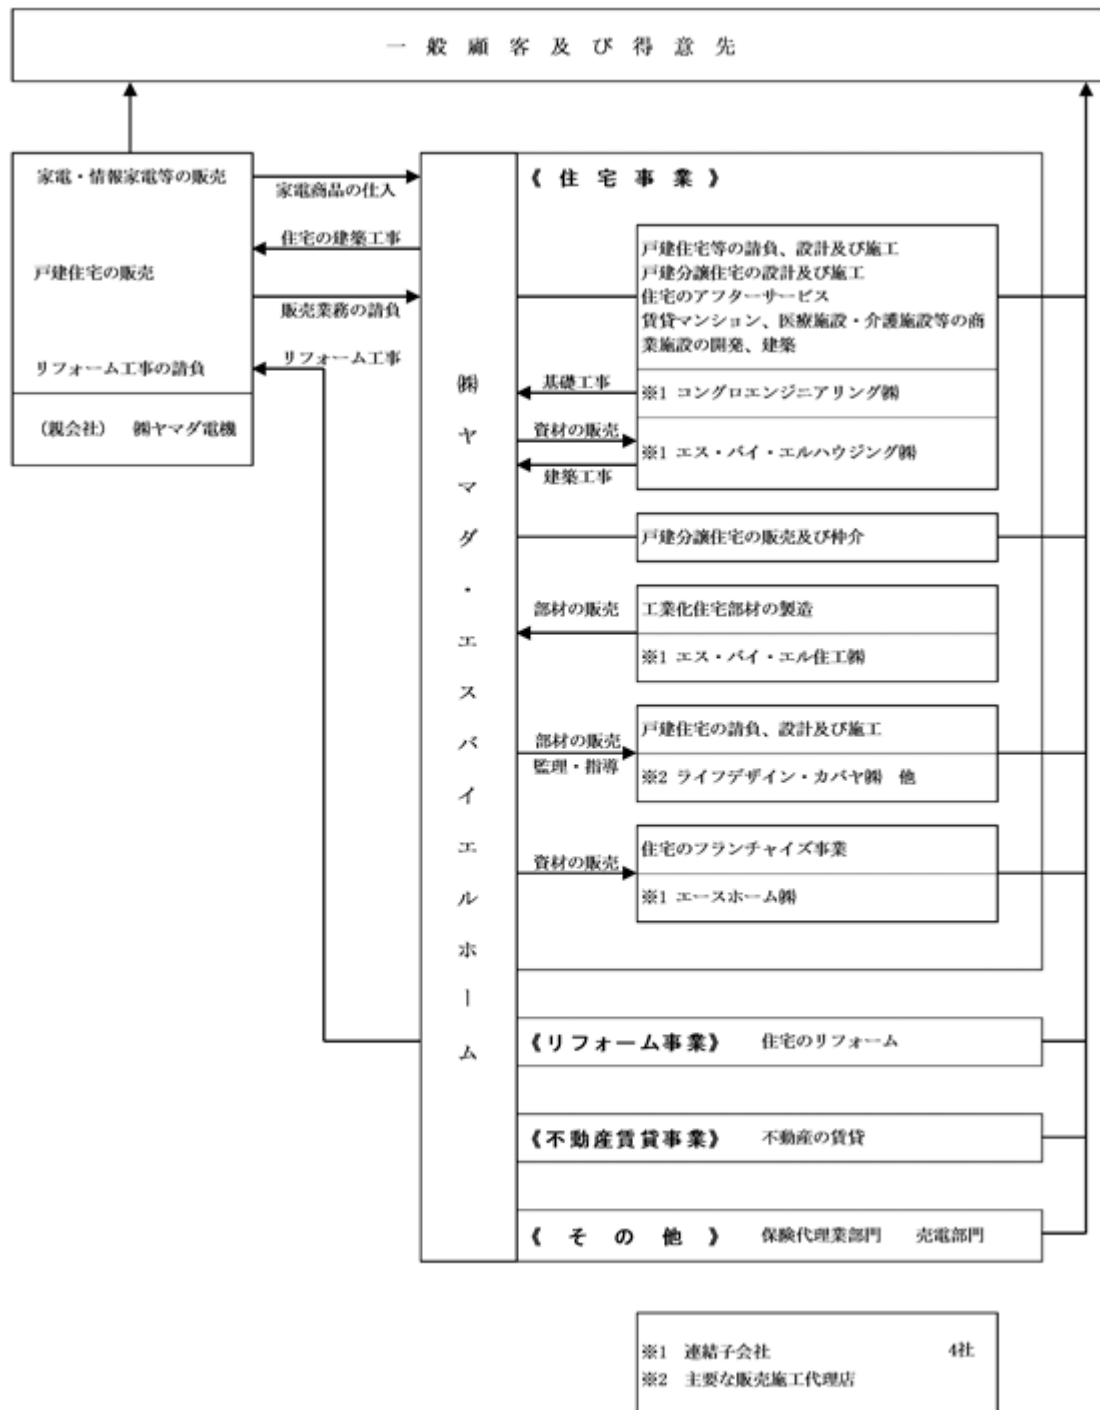 一般顧客及び得意先
家電・情報家電等の販売
家電商品の仕入
住宅の建築工事
戸建住宅の販売
販売業務の請負
リフォーム工事
リフォーム工事の請負
(親会社) ㈱ヤマダ電機
㈱ヤマダ・エスバイエルホーム
《住宅事業》
戸建住宅等の請負、設計及び施工
戸建分譲住宅の設計及び施工
住宅のアフターサービス
賃貸マンション、医療施設・介護施設等の商
業施設の開発、建築
基礎工事
※1 コングロエンジニアリング㈱
資材の販売
※1 エス・バイ・エルハウジング㈱
建築工事
戸建分譲住宅の販売及び仲介
部材の販売
工業化住宅部材の製造
※1 エス・バイ・エル住工㈱
戸建住宅の請負、設計及び施工
部材の販売
監理・指導
※2 ライフデザイン・カバヤ㈱ 他
住宅のフランチャイズ事業
資材の販売
※1 エースホーム㈱
《リフォーム事業》 住宅のリフォーム
《不動産賃貸事業》 不動産の賃貸
《その他》 保険代理業部門 売電部門
※1 連結子会社 4社
※2 主要な販売施工代理店